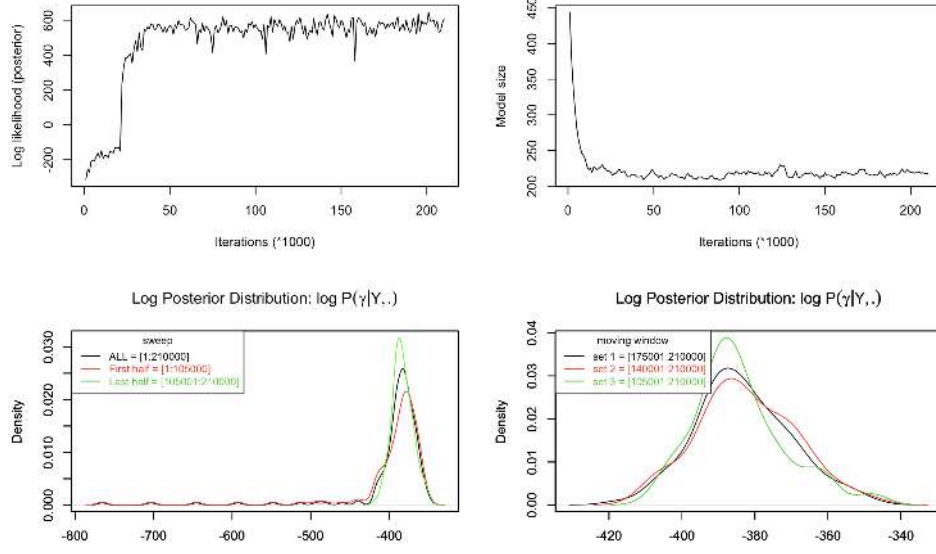 Log likelihood (posterior)
600
400
200
0
-200
0
50
100
150
200
Iterations (*1000)
Model size
450
400
350
300
250
200
0
50
100
150
200
Iterations (*1000)
Log Posterior Distribution: log P(γ|Y,.)
Density
0.030
0.020
0.010
0.000
sweep
ALL = [1:210000]
First half = [1:105000]
Last half = [105001:210000]
-800
-700
-600
-500
-400
Log Posterior Distribution: log P(γ|Y,.)
Density
0.04
0.03
0.02
0.01
0.00
moving window
set 1 = [175001:210000]
set 2 = [140001:210000]
set 3 = [105001:210000]
-420
-400
-380
-360
-340